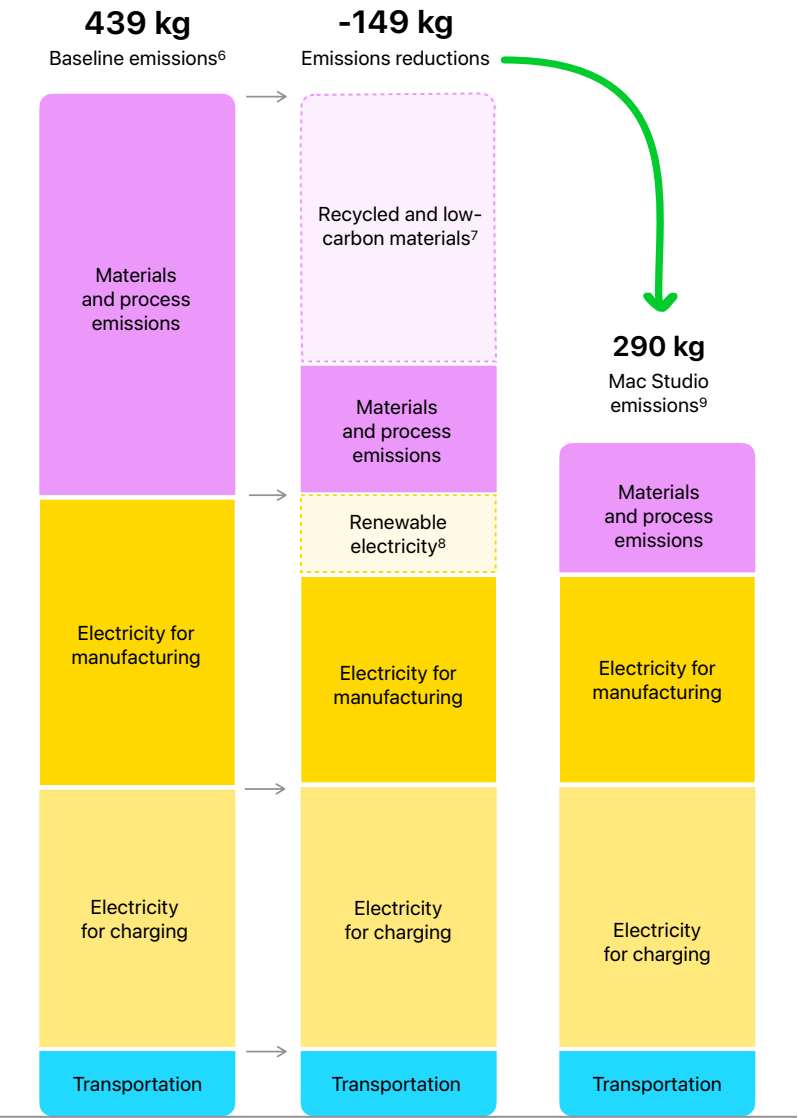 439 kg
Baseline emissions⁶
Materials
and process
emissions
Electricity for
manufacturing
Electricity
for charging
Transportation
-149 kg
Emissions reductions
Recycled and low-
carbon materials⁷
Materials
and process
emissions
Renewable
electricity⁸
Electricity for
manufacturing
Electricity
for charging
Transportation
290 kg
Mac Studio
emissions⁹
Materials
and process
emissions
Electricity for
manufacturing
Electricity
for charging
Transportation